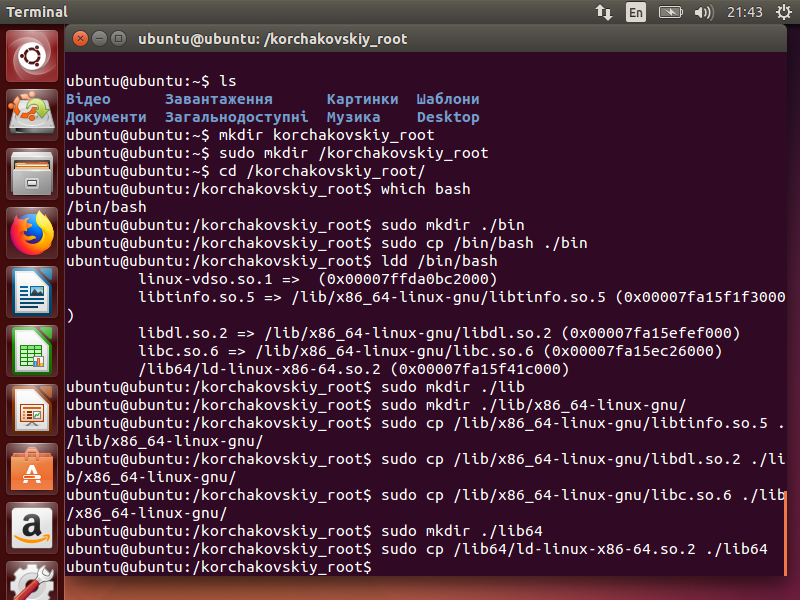 Terminal
En
21:43
ubuntu@ubuntu: /korchakovskiy_root
ubuntu@ubuntu:~$ ls
Відео Завантаження Картинки Шаблони
Документи Загальнодоступні Музика Desktop
ubuntu@ubuntu:~$ mkdir korchakovskiy_root
ubuntu@ubuntu:~$ sudo mkdir /korchakovskiy_root
ubuntu@ubuntu:~$ cd /korchakovskiy_root/
ubuntu@ubuntu:/korchakovskiy_root$ which bash
/bin/bash
ubuntu@ubuntu:/korchakovskiy_root$ sudo mkdir ./bin
ubuntu@ubuntu:/korchakovskiy_root$ sudo cp /bin/bash ./bin
ubuntu@ubuntu:/korchakovskiy_root$ ldd /bin/bash
linux-vdso.so.1 =>  (0x00007ffda0bc2000)
libtinfo.so.5 => /lib/x86_64-linux-gnu/libtinfo.so.5 (0x00007fa15f1f3000
)
libdl.so.2 => /lib/x86_64-linux-gnu/libdl.so.2 (0x00007fa15efef000)
libc.so.6 => /lib/x86_64-linux-gnu/libc.so.6 (0x00007fa15ec26000)
/lib64/ld-linux-x86-64.so.2 (0x00007fa15f41c000)
ubuntu@ubuntu:/korchakovskiy_root$ sudo mkdir ./lib
ubuntu@ubuntu:/korchakovskiy_root$ sudo mkdir ./lib/x86_64-linux-gnu/
ubuntu@ubuntu:/korchakovskiy_root$ sudo cp /lib/x86_64-linux-gnu/libtinfo.so.5 .
/lib/x86_64-linux-gnu/
ubuntu@ubuntu:/korchakovskiy_root$ sudo cp /lib/x86_64-linux-gnu/libdl.so.2 ./li
b/x86_64-linux-gnu/
ubuntu@ubuntu:/korchakovskiy_root$ sudo cp /lib/x86_64-linux-gnu/libc.so.6 ./lib
/x86_64-linux-gnu/
ubuntu@ubuntu:/korchakovskiy_root$ sudo mkdir ./lib64
ubuntu@ubuntu:/korchakovskiy_root$ sudo cp /lib64/ld-linux-x86-64.so.2 ./lib64
ubuntu@ubuntu:/korchakovskiy_root$